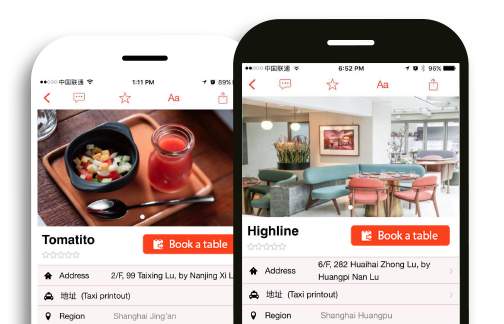 中国联通
1:11 PM
89%
Aa
Tomatito
Book a table
Address
2/F, 99 Taixing Lu, by Nanjing Xi L
地址 (Taxi printout)
Region
Shanghai Jing'an
中国联通
6:52 PM
96%
Aa
Highline
Book a table
Address
6/F, 282 Huaihai Zhong Lu, by
Huangpi Nan Lu
地址 (Taxi printout)
Region
Shanghai Huangpu